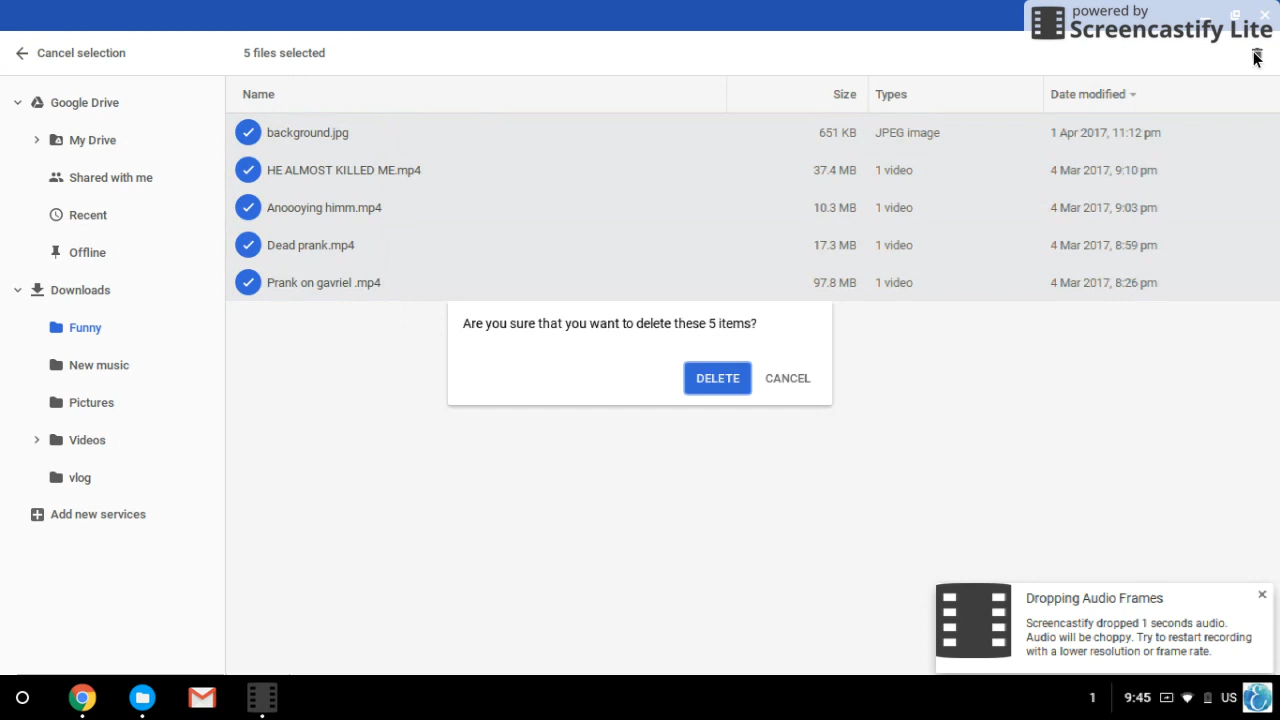 powered by
Screencastify Lite
Cancel selection
5 files selected
Google Drive
My Drive
Shared with me
Recent
Offline
Downloads
Funny
New music
Pictures
Videos
vlog
Add new services
Name Size Types Date modified
background.jpg 651 KB JPEG image 1 Apr 2017, 11:12 pm
HE ALMOST KILLED ME.mp4 37.4 MB 1 video 4 Mar 2017, 9:10 pm
Anoooying himm.mp4 10.3 MB 1 video 4 Mar 2017, 9:03 pm
Dead prank.mp4 17.3 MB 1 video 4 Mar 2017, 8:59 pm
Prank on gavriel .mp4 97.8 MB 1 video 4 Mar 2017, 8:26 pm
Are you sure that you want to delete these 5 items?
DELETE CANCEL
Dropping Audio Frames
Screencastify dropped 1 seconds audio.
Audio will be choppy. Try to restart recording
with a lower resolution or frame rate.
1 9:45 US